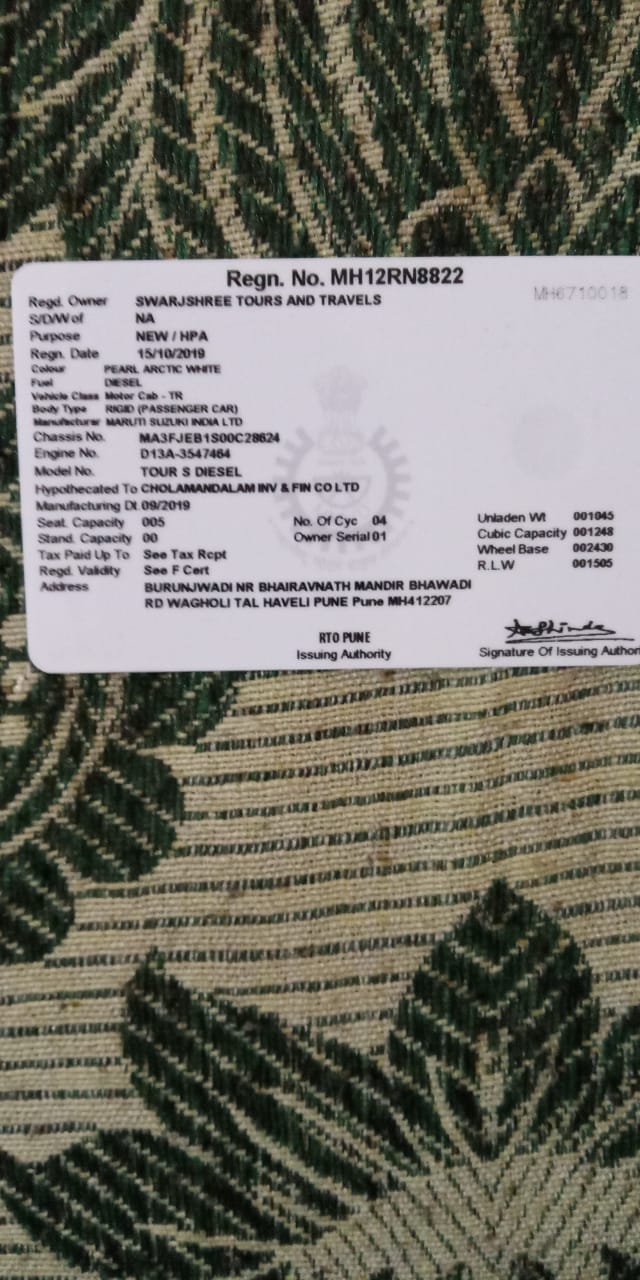 Regn. No. MH12RN8822
MH6710018
Regd. Owner SWARJSHREE TOURS AND TRAVELS
S/D/W of NA
Purpose NEW / HPA
Regn. Date 15/10/2019
Colour PEARL ARCTIC WHITE
Fuel DIESEL
Vehicle Class Motor Cab - TR
Body Type RIGID (PASSENGER CAR)
Manufacturer MARUTI SUZUKI INDIA LTD
Chassis No. MA3FJEB1S00C28624
Engine No. D13A-3547464
Model No. TOUR S DIESEL
Hypothecated To CHOLAMANDALAM INV & FIN CO LTD
Manufacturing Dt. 09/2019
Seat. Capacity 005 No. Of Cyc 04 Unladen Wt 001045
Stand. Capacity 00 Owner Serial 01 Cubic Capacity 001248
Tax Paid Up To See Tax Rcpt Wheel Base 002430
Regd. Validity See F Cert R.L.W 001505
Address BURUNJWADI NR BHAIRAVNATH MANDIR BHAWADI
RD WAGHOLI TAL HAVELI PUNE Pune MH412207
RTO PUNE
Issuing Authority Signature Of Issuing Authori